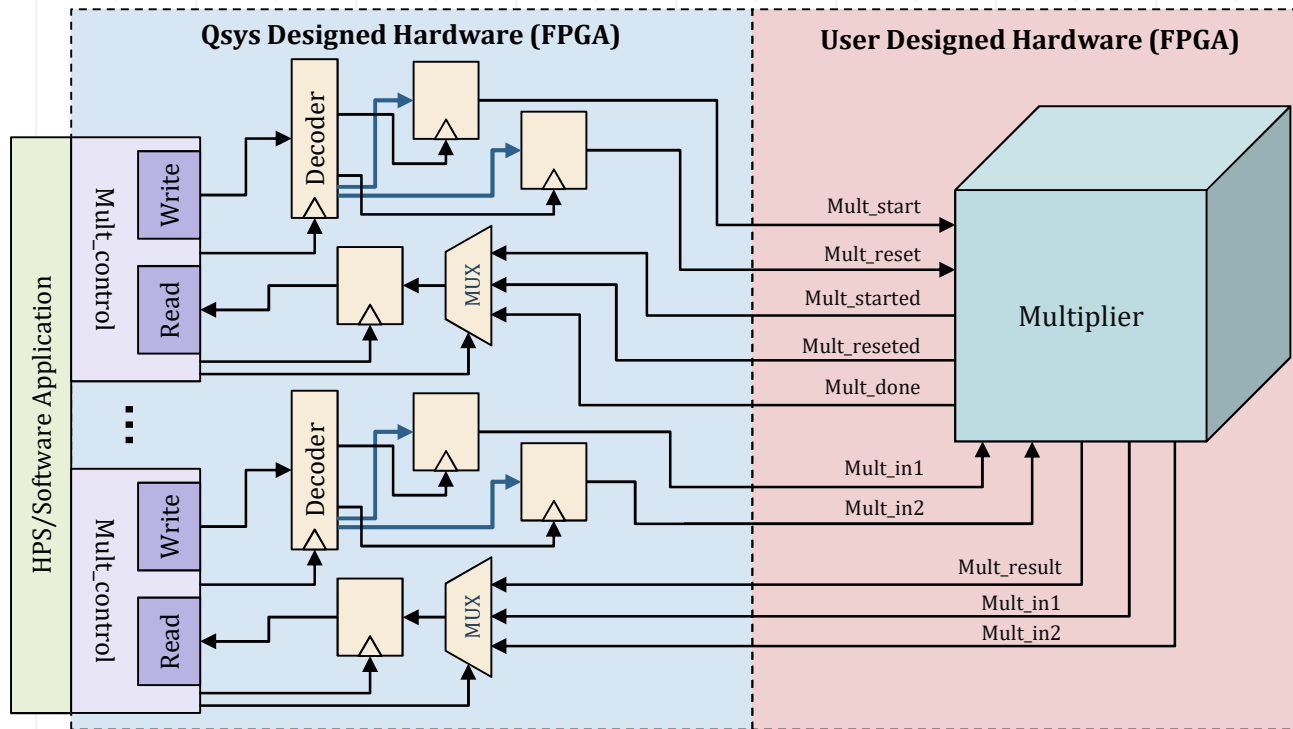 Qsys Designed Hardware (FPGA)
User Designed Hardware (FPGA)
HPS/Software Application
Mult_control
Write
Read
Decoder
MUX
Mult_start
Mult_reset
Mult_started
Mult_reseted
Mult_done
Multiplier
...
Mult_control
Write
Read
Decoder
MUX
Mult_in1
Mult_in2
Mult_result
Mult_in1
Mult_in2